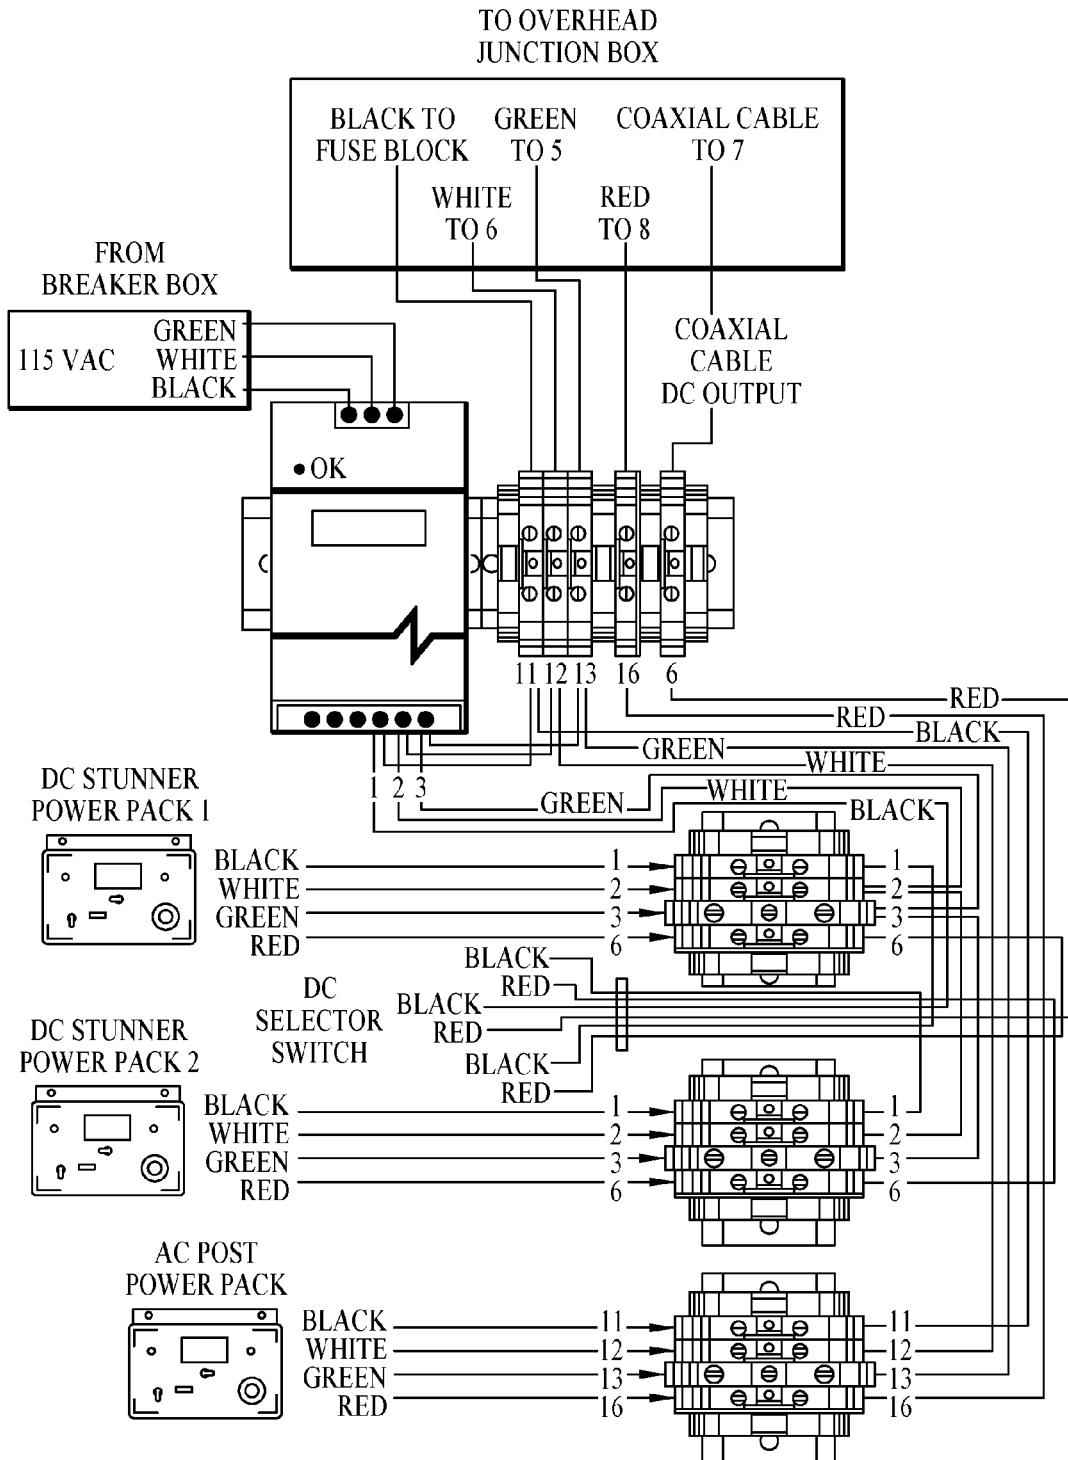 TO OVERHEAD
JUNCTION BOX
BLACK TO
FUSE BLOCK
GREEN
TO 5
COAXIAL CABLE
TO 7
WHITE
TO 6
RED
TO 8
FROM
BREAKER BOX
115 VAC
GREEN
WHITE
BLACK
COAXIAL
CABLE
DC OUTPUT
OK
11 12 13 16 6
RED
RED
BLACK
GREEN
WHITE
1 2 3
GREEN
WHITE
BLACK
DC STUNNER
POWER PACK 1
BLACK 1 1
WHITE 2 2
GREEN 3 3
RED 6 6
DC
SELECTOR
SWITCH
BLACK
RED
BLACK
RED
BLACK
RED
DC STUNNER
POWER PACK 2
BLACK 1 1
WHITE 2 2
GREEN 3 3
RED 6 6
AC POST
POWER PACK
BLACK 11 11
WHITE 12 12
GREEN 13 13
RED 16 16